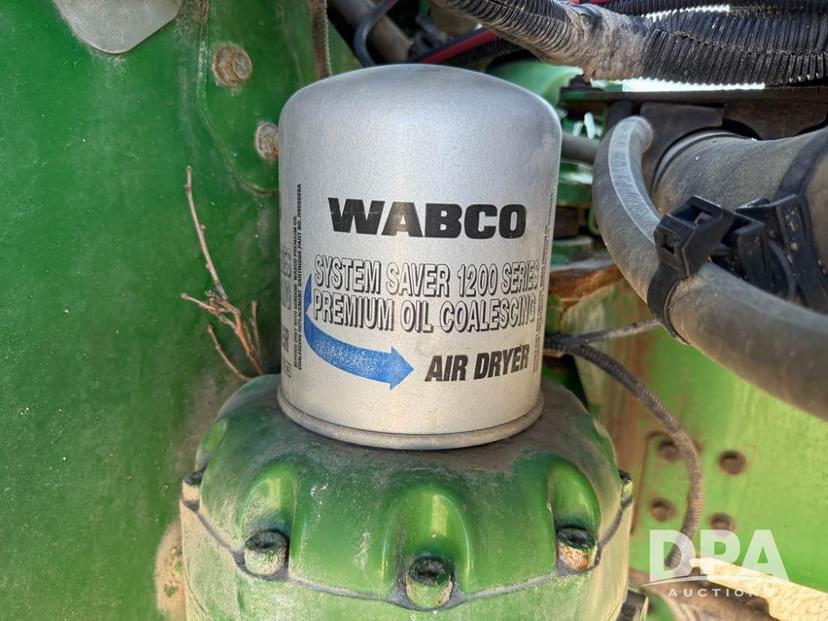 WABCO
SYSTEM SAVER 1200 SERIES
PREMIUM OIL COALESCING
AIR DRYER
DPA
AUCTIONS